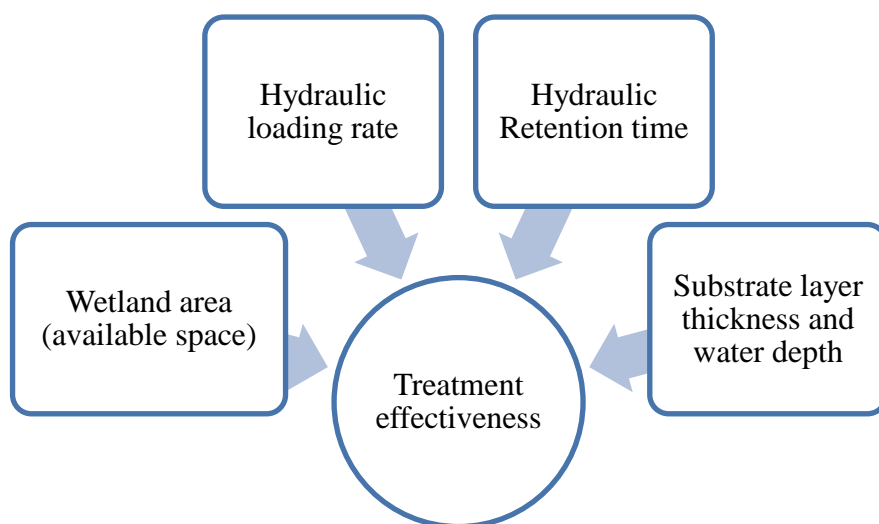 Hydraulic
loading rate
Hydraulic
Retention time
Wetland area
(available space)
Substrate layer
thickness and
water depth
Treatment
effectiveness